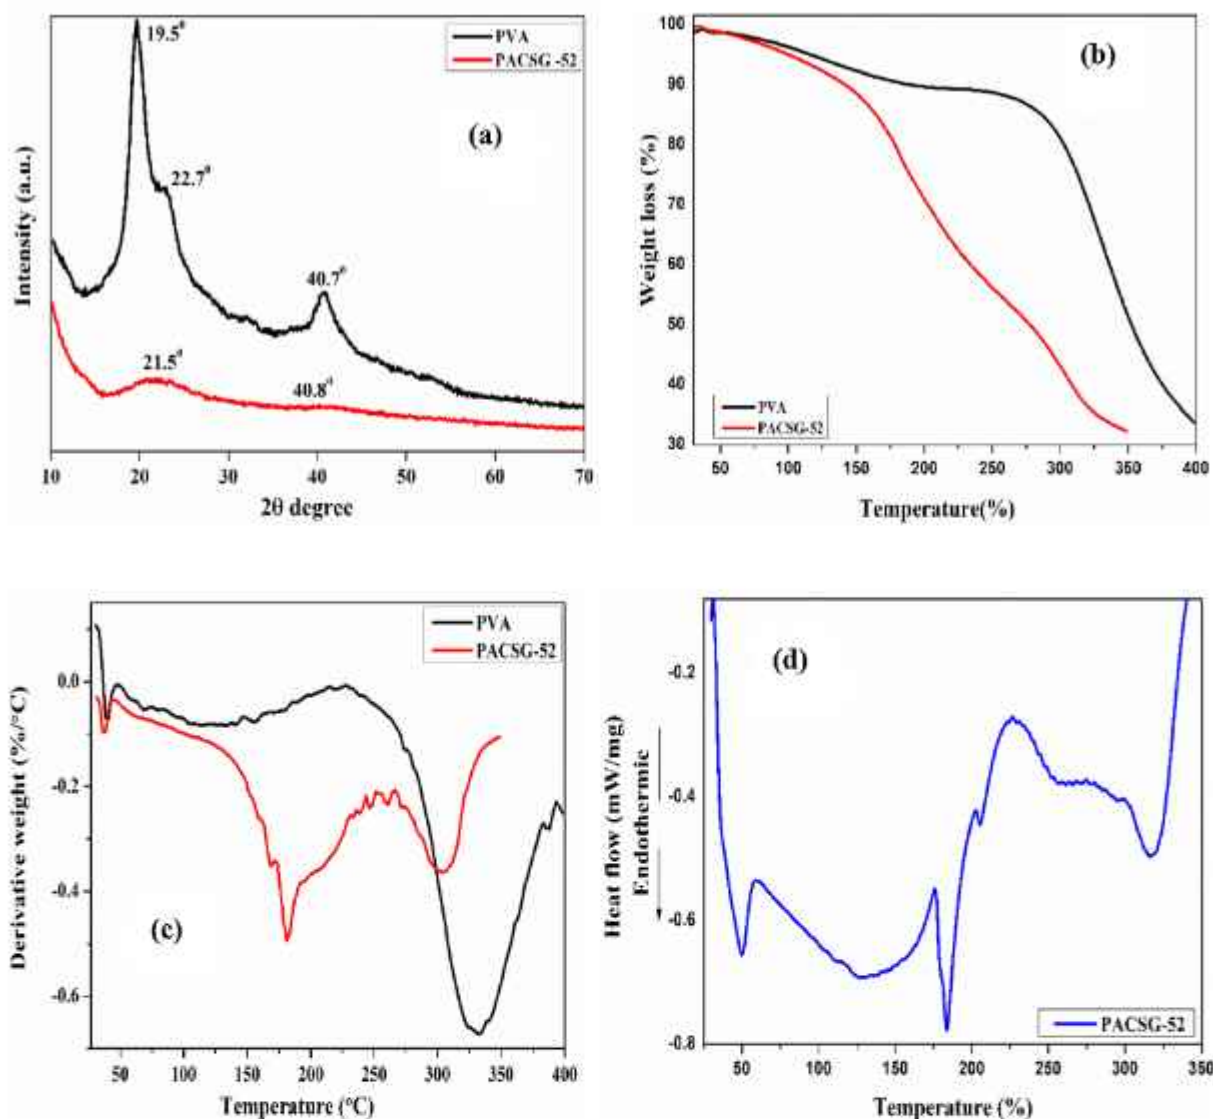 19.5°
PVA
PACSG -52
(a)
22.7°
40.7°
21.5°
40.8°
Intensity (a.u.)
10 20 30 40 50 60 70
2θ degree
100
90
80
70
60
50
40
30
Weight loss (%)
(b)
PVA
PACSG-52
50 100 150 200 250 300 350 400
Temperature(%)
PVA
PACSG-52
0.0
-0.2
-0.4
-0.6
Derivative weight (%/°C)
(c)
50 100 150 200 250 300 350 400
Temperature (°C)
(d)
-0.2
-0.4
-0.6
-0.8
Heat flow (mW/mg)
Endothermic
PACSG-52
50 100 150 200 250 300 350
Temperature (%)